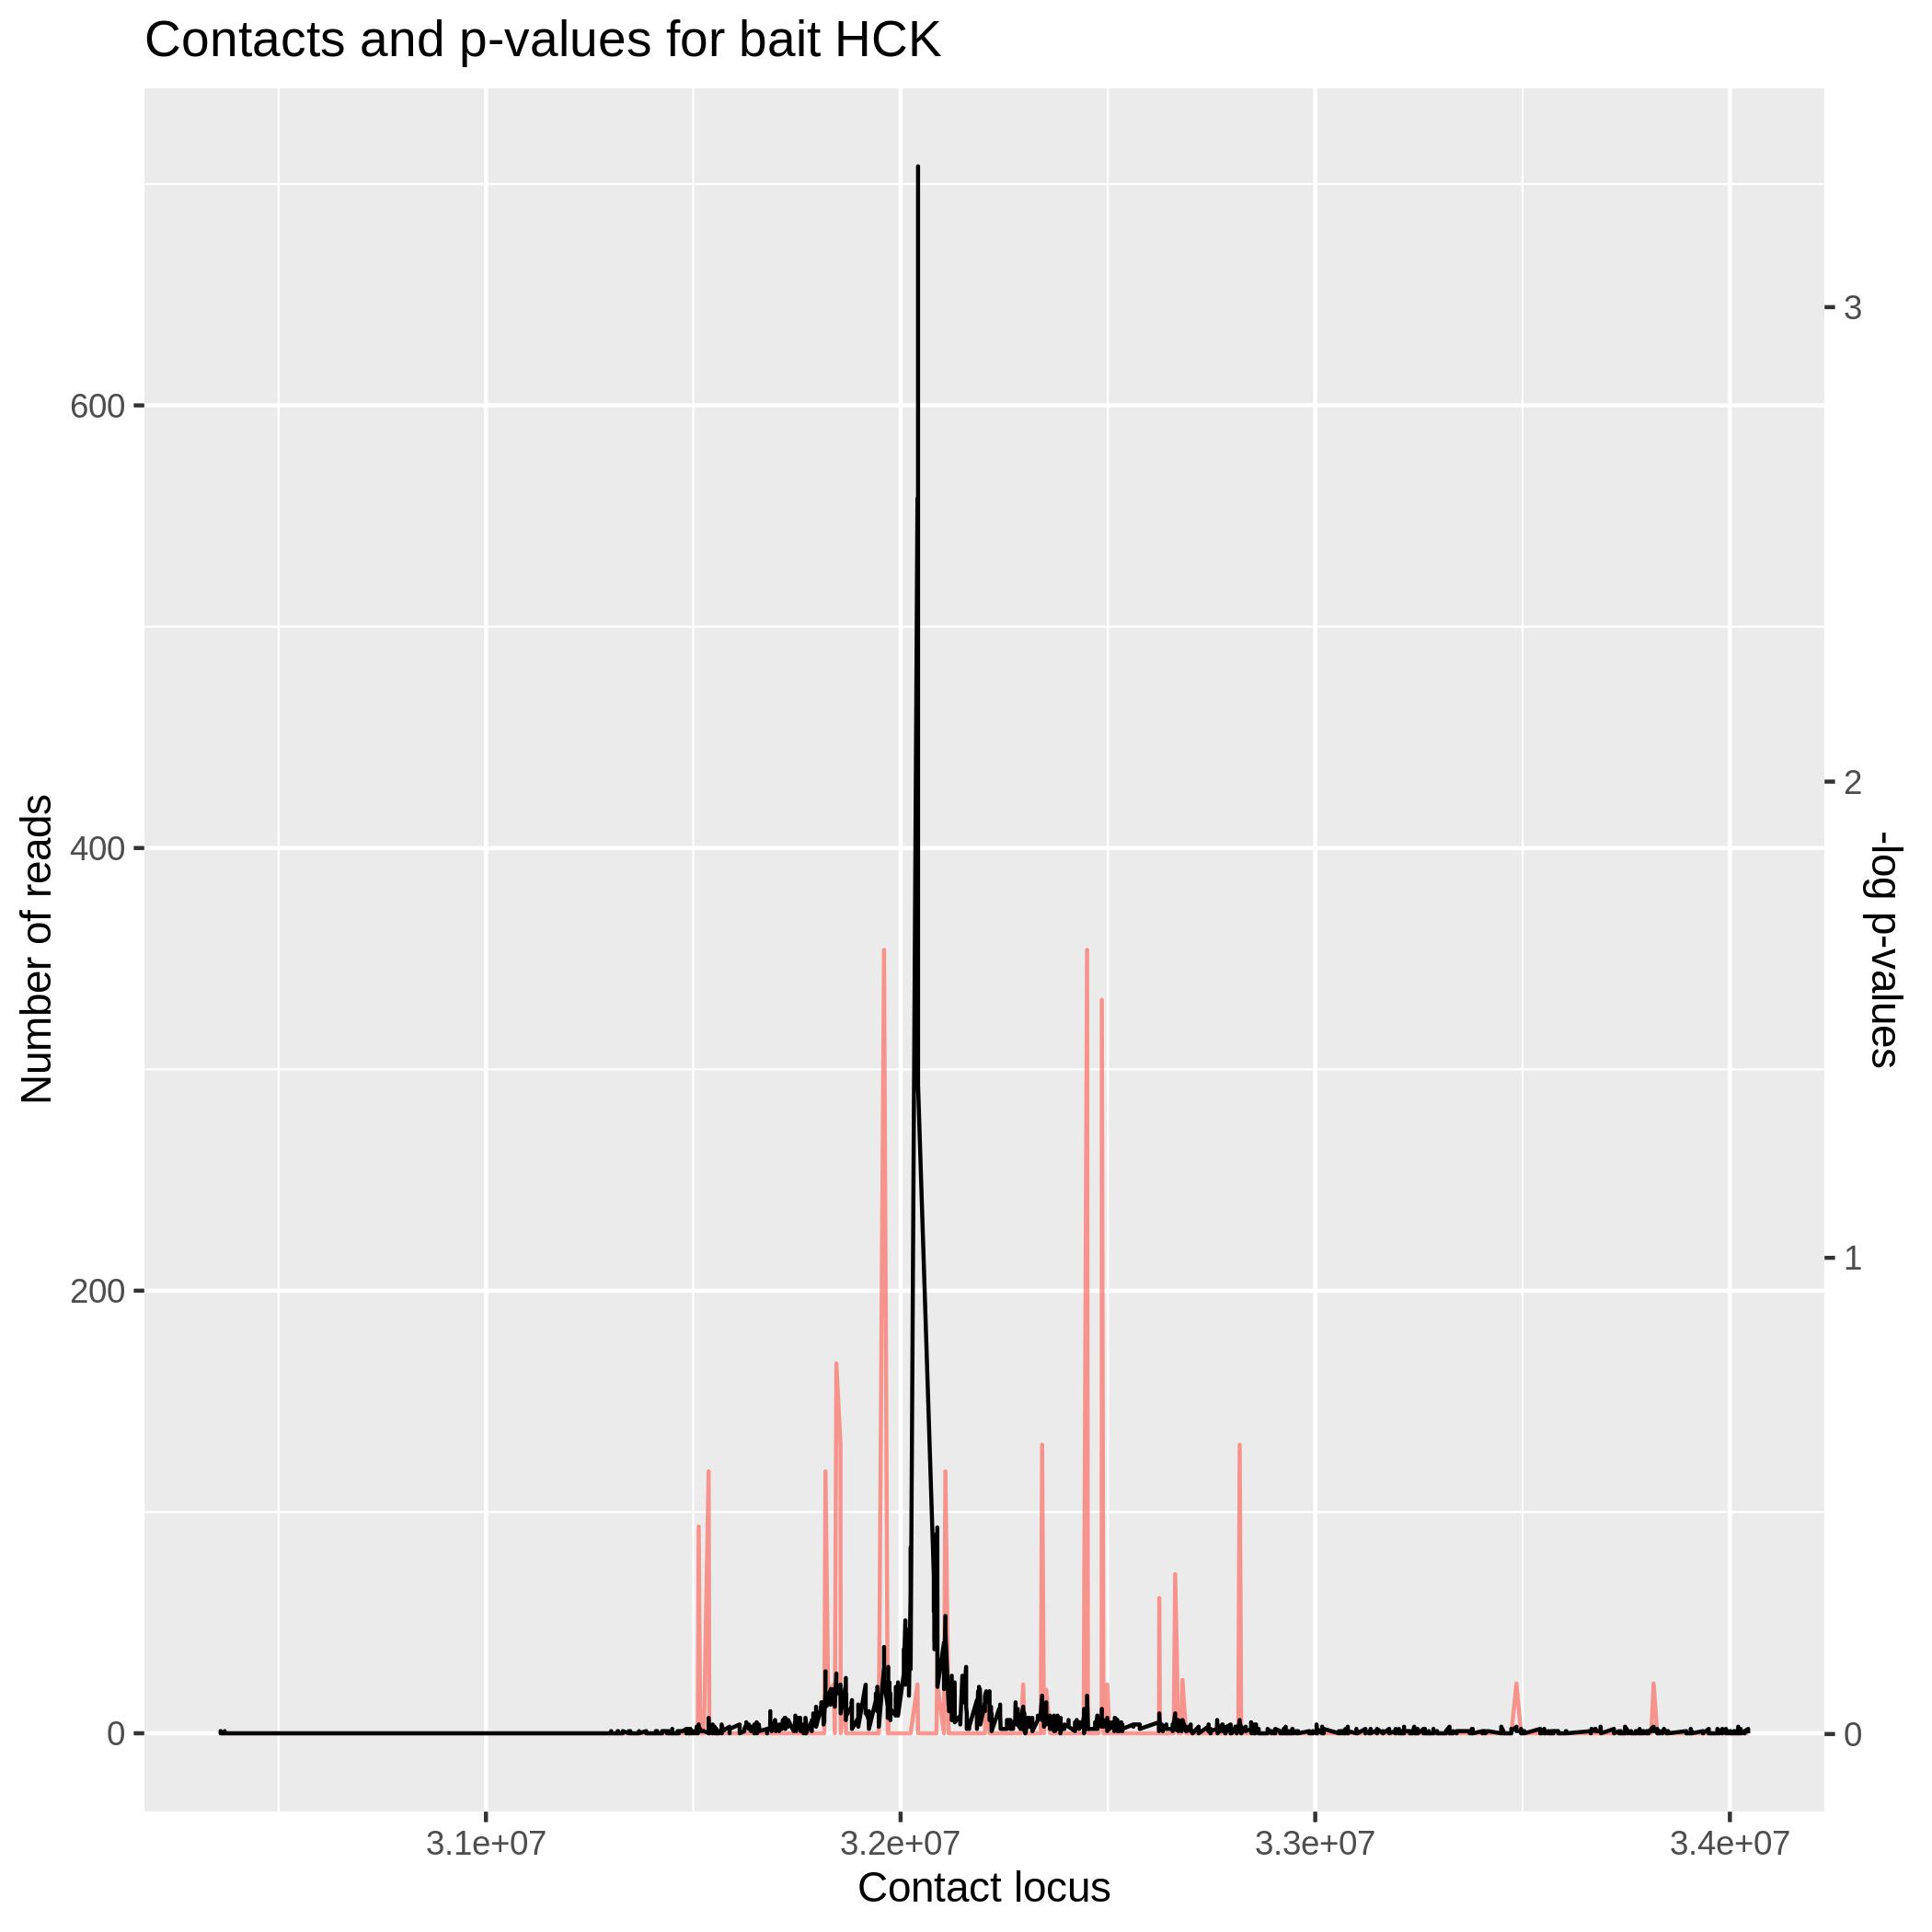 Contacts and p-values for bait HCK
Number of reads
600
400
200
0
3
2
1
0
-log p-values
3.1e+07
3.2e+07
3.3e+07
3.4e+07
Contact locus